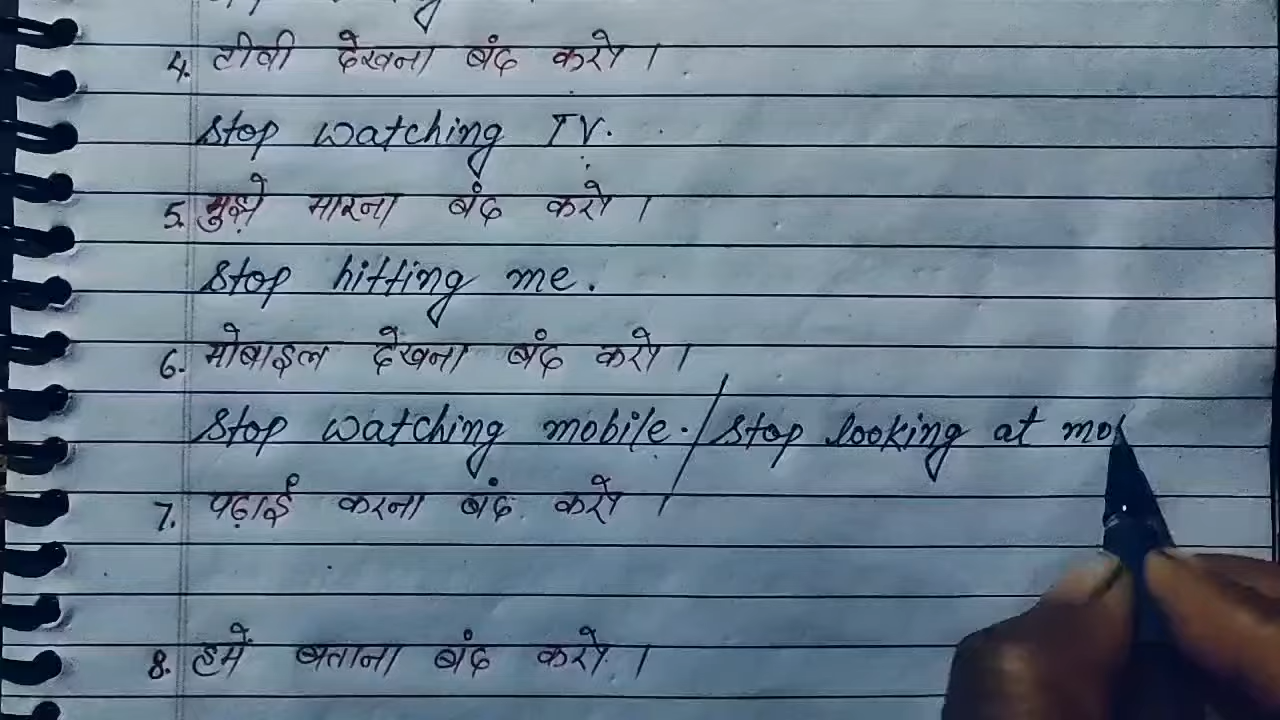 4. टीवी देखना बंद करो।
Stop watching TV.
5. मुझे मारना बंद करो।
Stop hitting me.
6. मोबाइल देखना बंद करो।
Stop watching mobile. / Stop looking at mo
7. पढ़ाई करना बंद करो।
8. हमें बताना बंद करो।